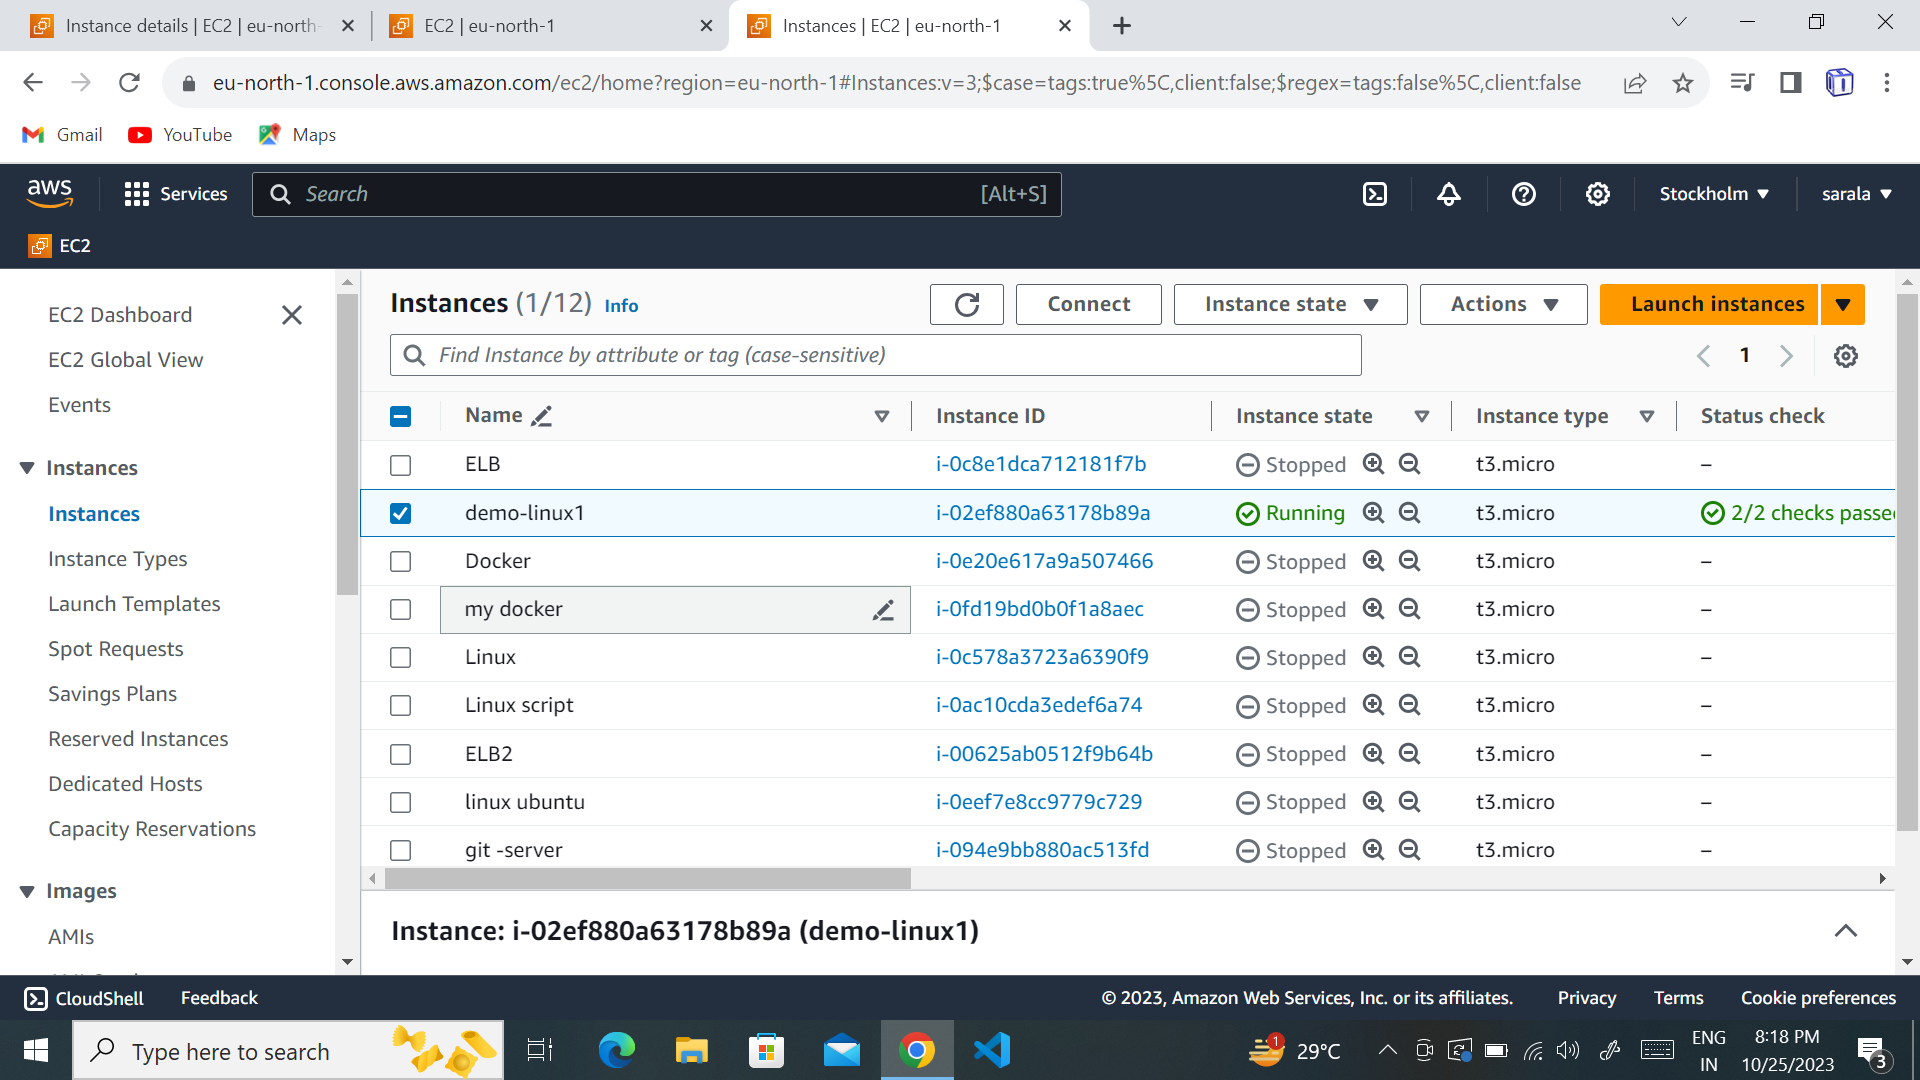 Instance details | EC2 | eu-north-
EC2 | eu-north-1
Instances | EC2 | eu-north-1
eu-north-1.console.aws.amazon.com/ec2/home?region=eu-north-1#Instances:v=3;$case=tags:true%5C,client:false;$regex=tags:false%5C,client:false
Gmail YouTube Maps
aws Services Search [Alt+S] Stockholm sarala
EC2
EC2 Dashboard
EC2 Global View
Events
Instances
Instances
Instance Types
Launch Templates
Spot Requests
Savings Plans
Reserved Instances
Dedicated Hosts
Capacity Reservations
Images
AMIs
Instances (1/12) Info Connect Instance state Actions Launch instances
Find Instance by attribute or tag (case-sensitive) 1
Name Instance ID Instance state Instance type Status check
ELB i-0c8e1dca712181f7b Stopped t3.micro –
demo-linux1 i-02ef880a63178b89a Running t3.micro 2/2 checks passe
Docker i-0e20e617a9a507466 Stopped t3.micro –
my docker i-0fd19bd0b0f1a8aec Stopped t3.micro –
Linux i-0c578a3723a6390f9 Stopped t3.micro –
Linux script i-0ac10cda3edef6a74 Stopped t3.micro –
ELB2 i-00625ab0512f9b64b Stopped t3.micro –
linux ubuntu i-0eef7e8cc9779c729 Stopped t3.micro –
git -server i-094e9bb880ac513fd Stopped t3.micro –
Instance: i-02ef880a63178b89a (demo-linux1)
CloudShell Feedback © 2023, Amazon Web Services, Inc. or its affiliates. Privacy Terms Cookie preferences
Type here to search 1 29°C ENG 8:18 PM
IN 10/25/2023 3